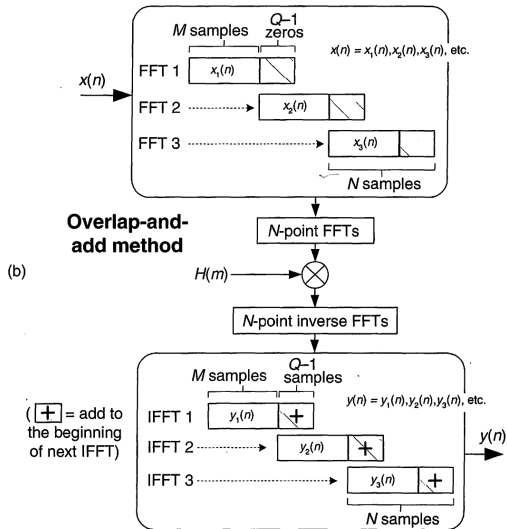 M samples
Q–1
zeros
x(n) = x₁(n),x₂(n),x₃(n), etc.
x(n)
FFT 1
x₁(n)
FFT 2
x₂(n)
FFT 3
x₃(n)
N samples
Overlap-and-
add method
N-point FFTs
(b)
H(m)
N-point inverse FFTs
M samples
Q–1
samples
y(n) = y₁(n),y₂(n),y₃(n), etc.
( + = add to
the beginning
of next IFFT)
IFFT 1
y₁(n)
+
IFFT 2
y₂(n)
+
y(n)
IFFT 3
y₃(n)
+
N samples